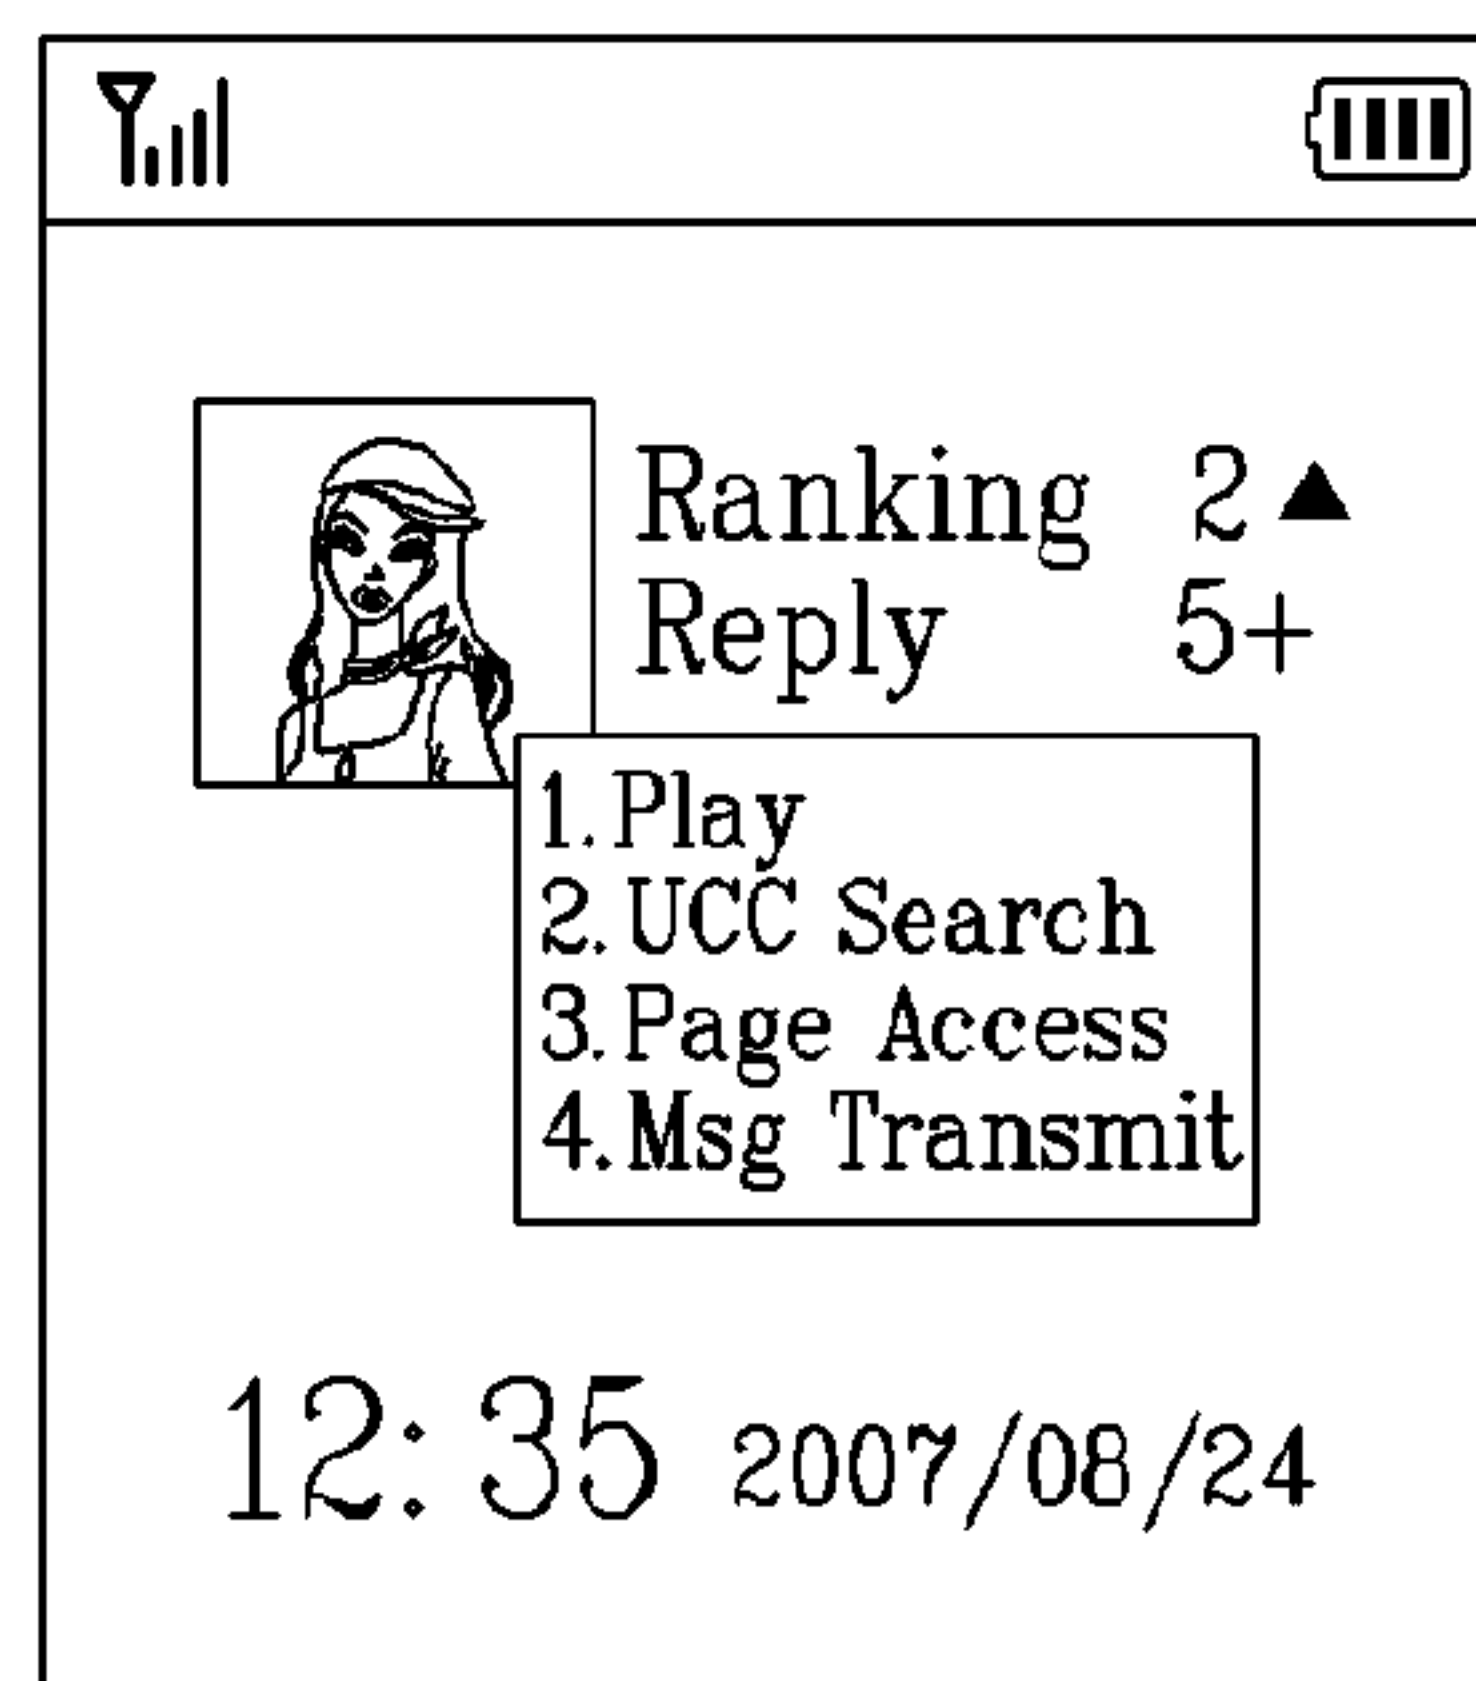 Ranking 2▲
Reply 5+
1.Play
2.UCC Search
3.Page Access
4.Msg Transmit
12:35 2007/08/24